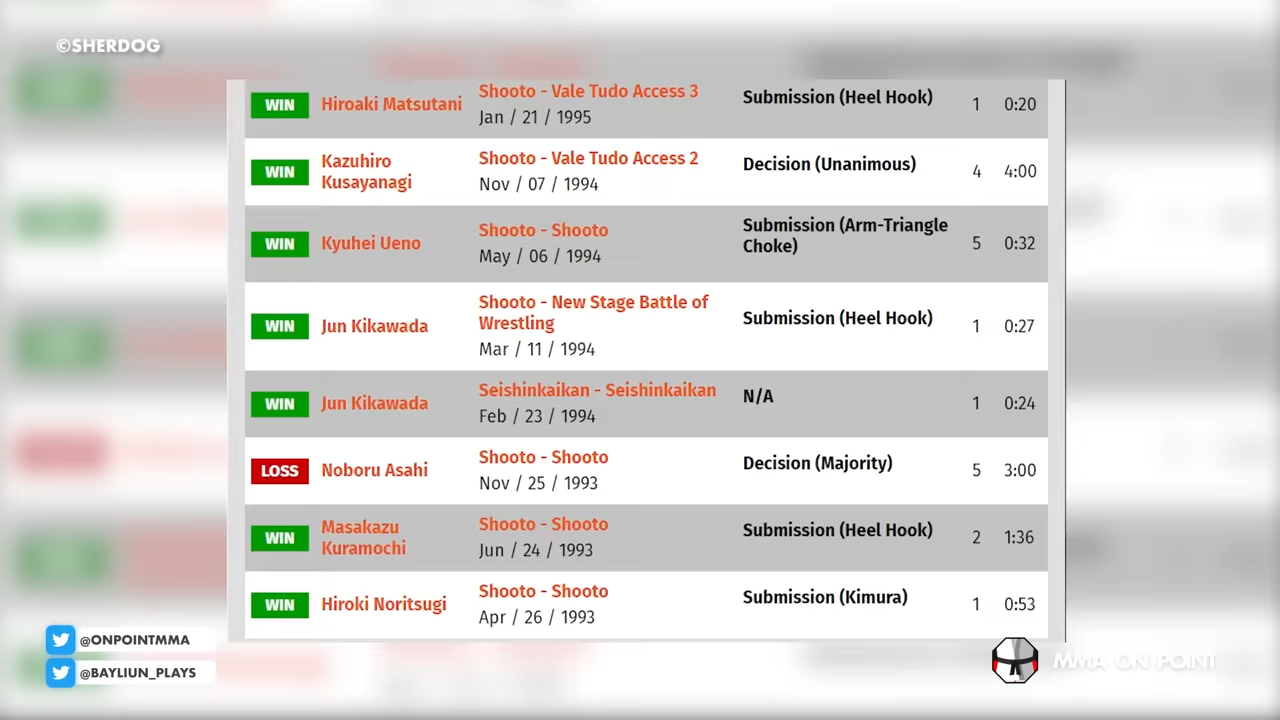 ©SHERDOG
WIN Hiroaki Matsutani Shooto - Vale Tudo Access 3 Submission (Heel Hook) 1 0:20
Jan / 21 / 1995
WIN Kazuhiro Kusayanagi Shooto - Vale Tudo Access 2 Decision (Unanimous) 4 4:00
Nov / 07 / 1994
WIN Kyuhei Ueno Shooto - Shooto Submission (Arm-Triangle Choke) 5 0:32
May / 06 / 1994
WIN Jun Kikawada Shooto - New Stage Battle of Wrestling Submission (Heel Hook) 1 0:27
Mar / 11 / 1994
WIN Jun Kikawada Seishinkaikan - Seishinkaikan N/A 1 0:24
Feb / 23 / 1994
LOSS Noboru Asahi Shooto - Shooto Decision (Majority) 5 3:00
Nov / 25 / 1993
WIN Masakazu Kuramochi Shooto - Shooto Submission (Heel Hook) 2 1:36
Jun / 24 / 1993
WIN Hiroki Noritsugi Shooto - Shooto Submission (Kimura) 1 0:53
Apr / 26 / 1993
@ONPOINTMMA
@BAYLIUN_PLAYS
MMA ON POINT